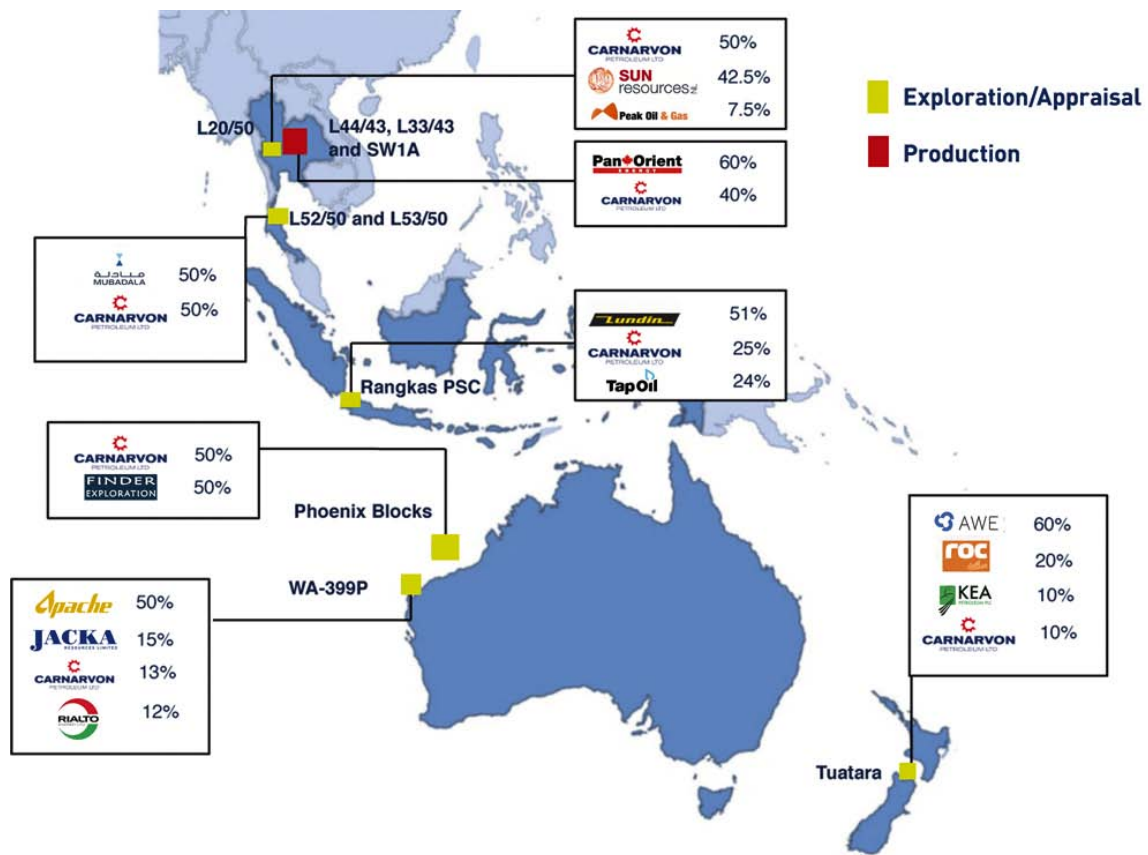 CARNARVON
PETROLEUM LTD
50%
SUN
resources NL
42.5%
Peak Oil & Gas
7.5%
Exploration/Appraisal
Production
L20/50
L44/43, L33/43
and SW1A
Pan Orient
ENERGY
60%
CARNARVON
PETROLEUM LTD
40%
L52/50 and L53/50
مبادلة
MUBADALA
50%
CARNARVON
PETROLEUM LTD
50%
Lundin
51%
CARNARVON
PETROLEUM LTD
25%
Tap Oil
24%
Rangkas PSC
CARNARVON
PETROLEUM LTD
50%
FINDER
EXPLORATION
50%
Phoenix Blocks
WA-399P
Apache
50%
JACKA
RESOURCES LIMITED
15%
CARNARVON
PETROLEUM LTD
13%
RIALTO
12%
AWE
60%
roc
20%
KEA
PETROLEUM PLC
10%
CARNARVON
PETROLEUM LTD
10%
Tuatara